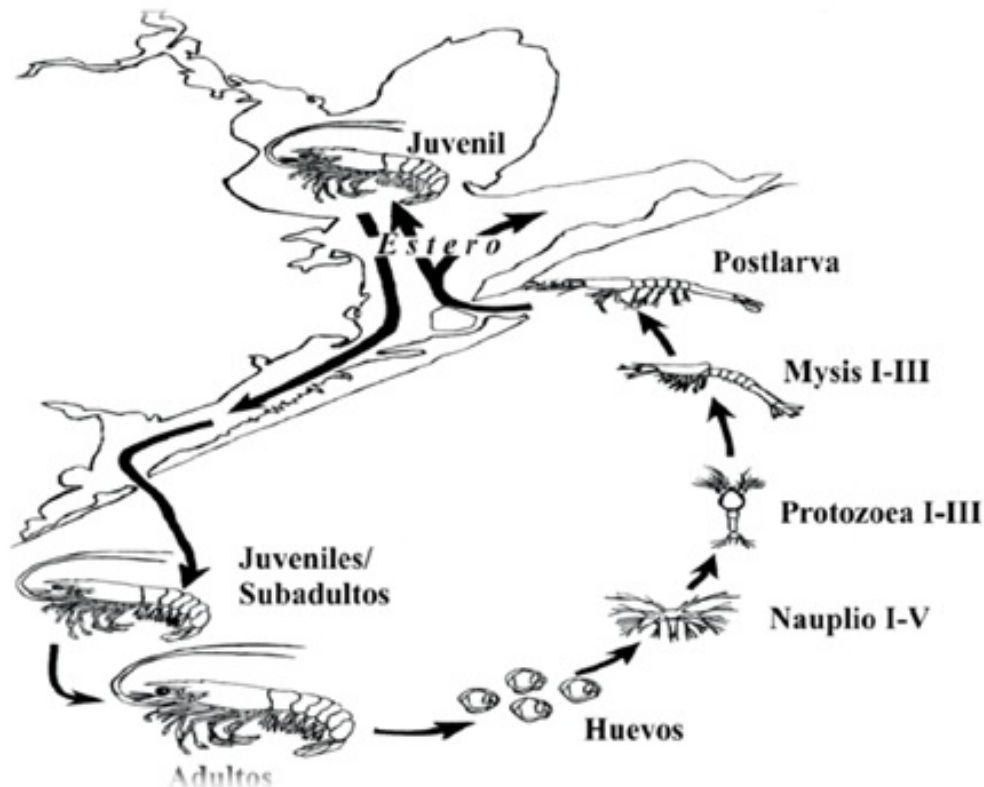 Juvenil
Estero
Postlarva
Mysis I-III
Protozoea I-III
Juveniles/
Subadultos
Nauplio I-V
Huevos
Adultos